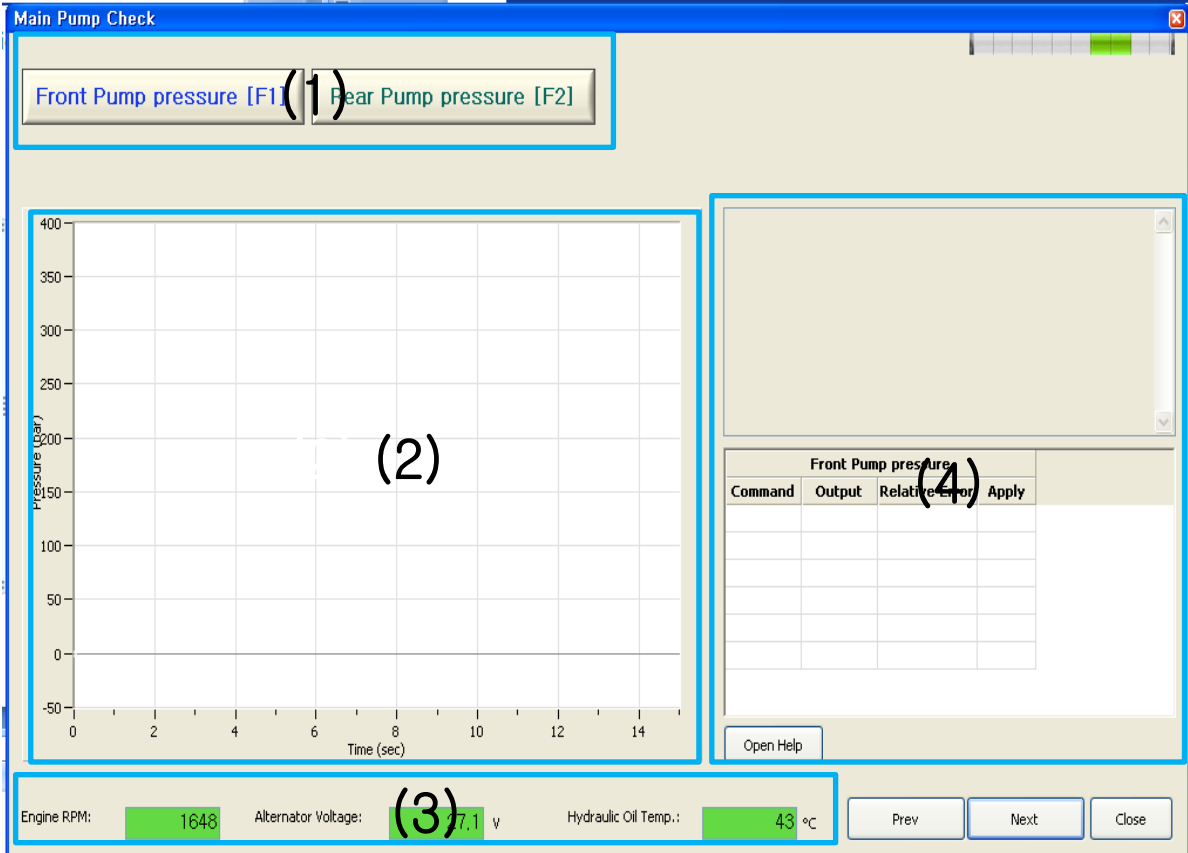 Main Pump Check
Front Pump pressure [F1]
(1)
Rear Pump pressure [F2]
400
350
300
250
200
150
100
50
0
-50
Pressure (bar)
(2)
0 2 4 6 8 10 12 14
Time (sec)
Front Pump pressure
(4)
Command Output Relative Error Apply
Open Help
Engine RPM: 1648 Alternator Voltage: 27,1 V Hydraulic Oil Temp.: 43 °C
(3)
Prev Next Close